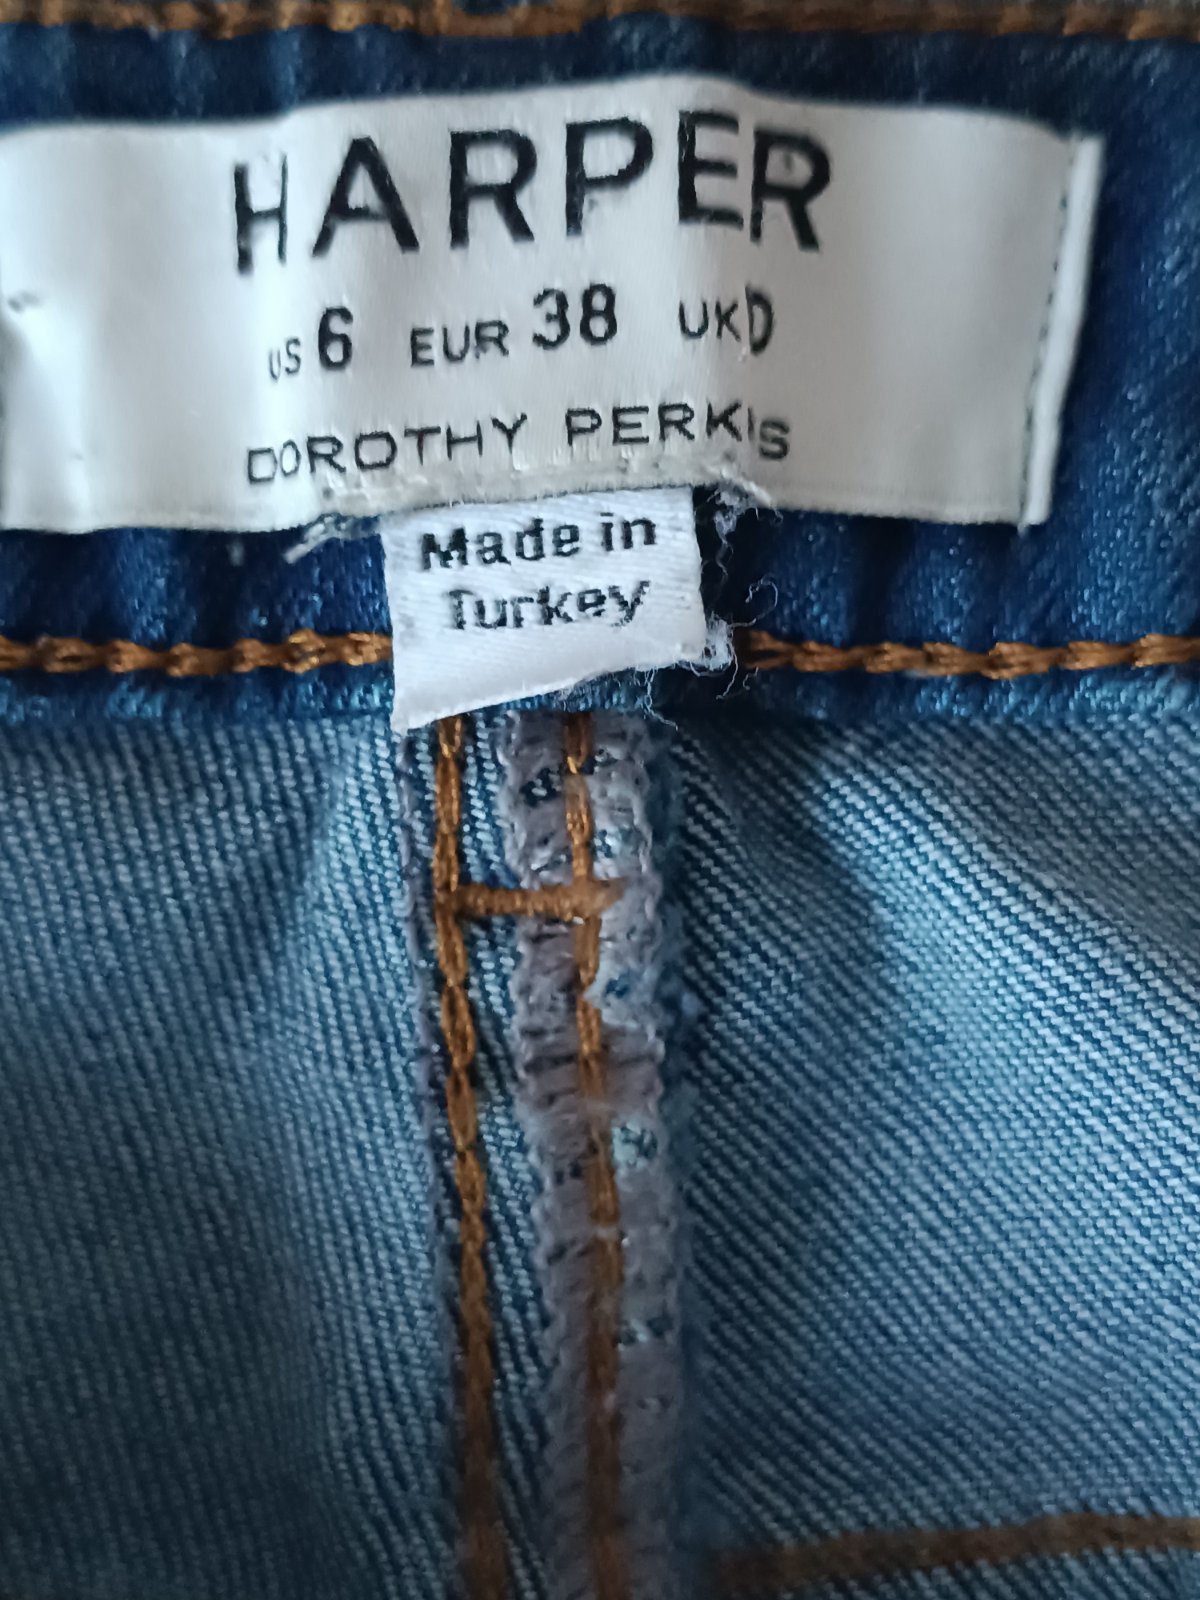 HARPER
US 6 EUR 38 UK
DOROTHY PERKINS
Made in
Turkey